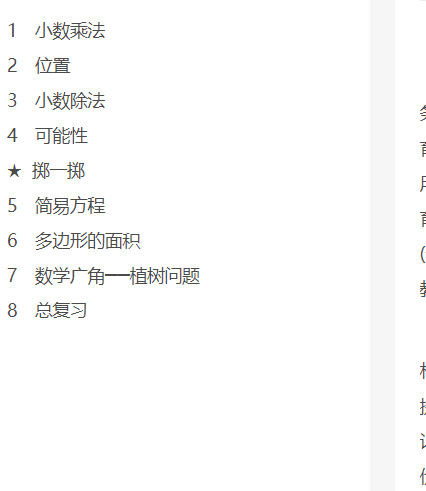 1 小数乘法
2 位置
3 小数除法
4 可能性
★ 掷一掷
5 简易方程
6 多边形的面积
7 数学广角──植树问题
8 总复习